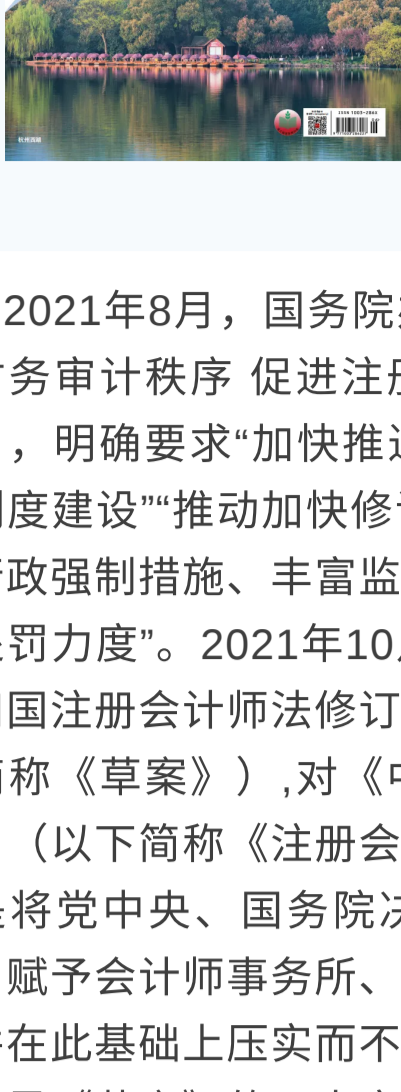 杭州西湖
ISSN 1003-286X
2021年8月，国务院
务审计秩序 促进注
，明确要求“加快推
度建设”“推动加快修
政强制措施、丰富监
罚力度”。2021年10
国注册会计师法修订
称《草案》）,对《
（以下简称《注册会
将党中央、国务院
赋予会计师事务所、
在此基础上压实而不